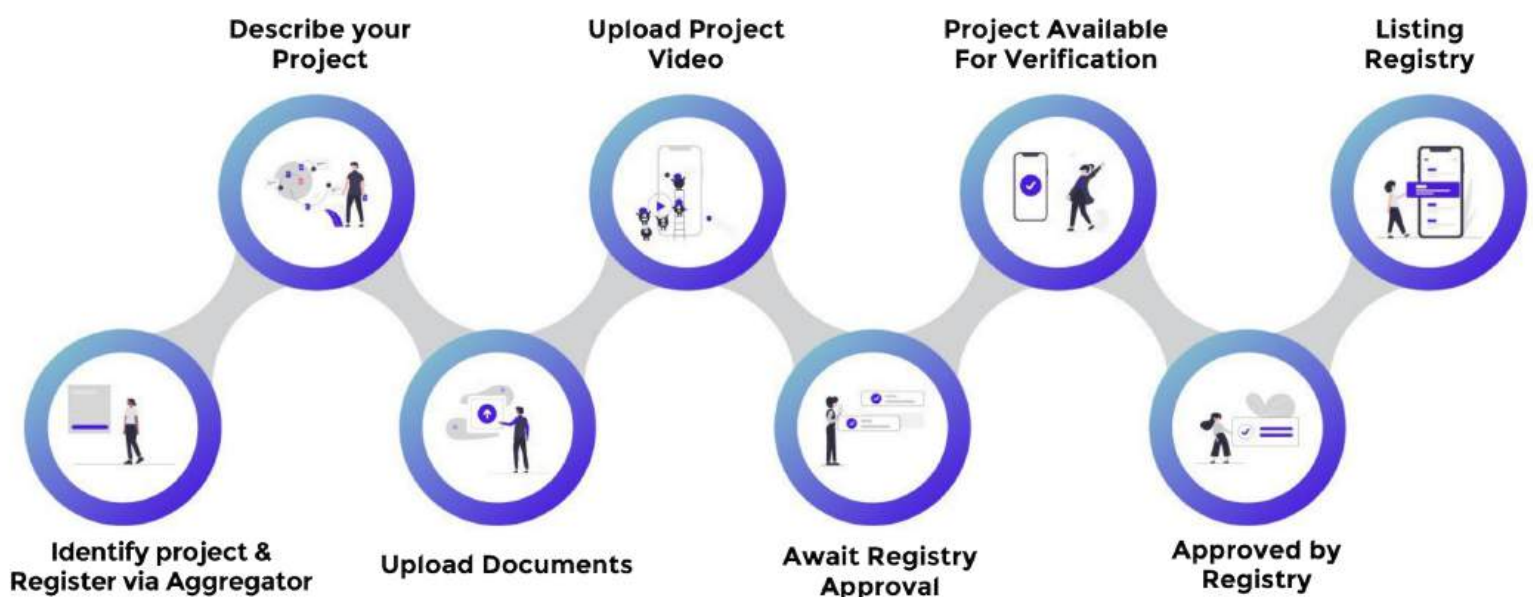 Describe your
Project
Upload Project
Video
Project Available
For Verification
Listing
Registry
Identify project &
Register via Aggregator
Upload Documents
Await Registry
Approval
Approved by
Registry